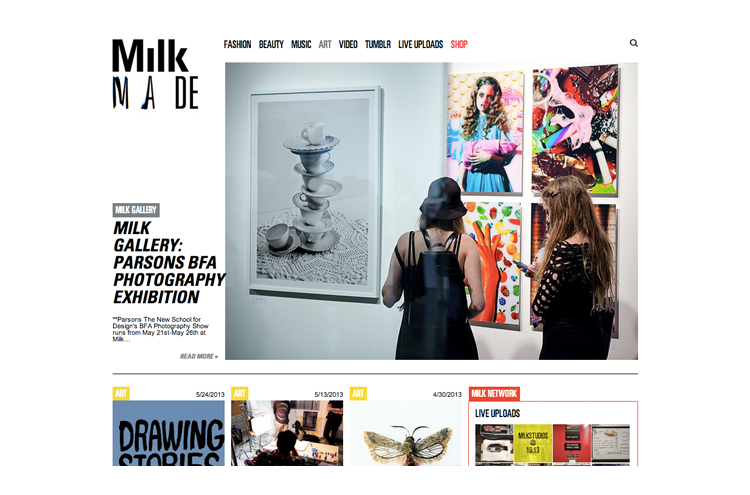 Milk
MADE
FASHION BEAUTY MUSIC ART VIDEO TUMBLR LIVE UPLOADS SHOP
MILK GALLERY
MILK
GALLERY:
PARSONS BFA
PHOTOGRAPHY
EXHIBITION
**Parsons The New School for
Design's BFA Photography Show
runs from May 21st-May 26th at
Milk...
READ MORE »
ART 5/24/2013
DRAWING
STORIES
ART 5/13/2013
ART 4/30/2013
MILK NETWORK
LIVE UPLOADS
MILKSTUDIOS